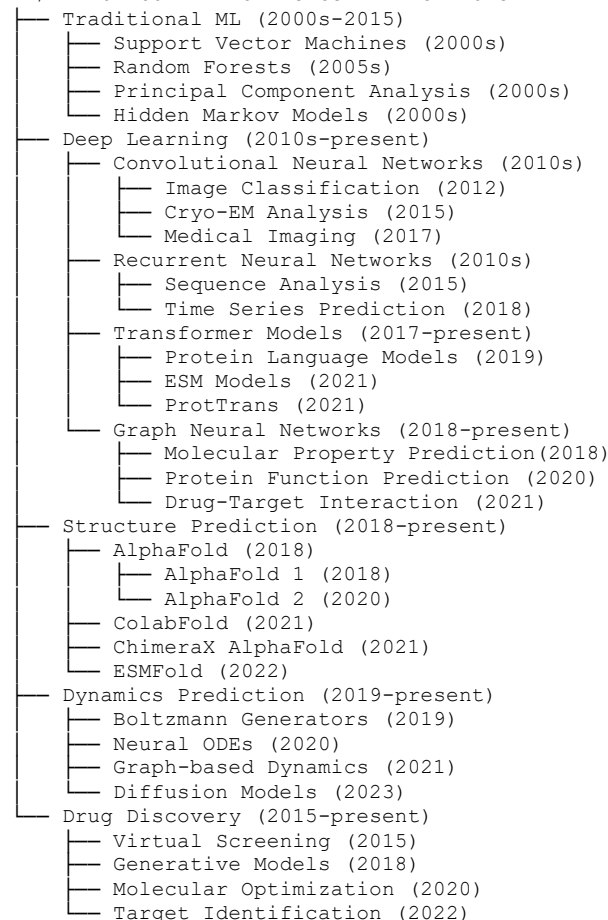 ├── Traditional ML (2000s-2015)
│   ├── Support Vector Machines (2000s)
│   ├── Random Forests (2005s)
│   ├── Principal Component Analysis (2000s)
│   └── Hidden Markov Models (2000s)
├── Deep Learning (2010s-present)
│   ├── Convolutional Neural Networks (2010s)
│   │   ├── Image Classification (2012)
│   │   ├── Cryo-EM Analysis (2015)
│   │   └── Medical Imaging (2017)
│   ├── Recurrent Neural Networks (2010s)
│   │   ├── Sequence Analysis (2015)
│   │   └── Time Series Prediction (2018)
│   ├── Transformer Models (2017-present)
│   │   ├── Protein Language Models (2019)
│   │   ├── ESM Models (2021)
│   │   └── ProtTrans (2021)
│   └── Graph Neural Networks (2018-present)
│       ├── Molecular Property Prediction(2018)
│       ├── Protein Function Prediction (2020)
│       └── Drug-Target Interaction (2021)
├── Structure Prediction (2018-present)
│   ├── AlphaFold (2018)
│   │   ├── AlphaFold 1 (2018)
│   │   └── AlphaFold 2 (2020)
│   ├── ColabFold (2021)
│   ├── ChimeraX AlphaFold (2021)
│   └── ESMFold (2022)
├── Dynamics Prediction (2019-present)
│   ├── Boltzmann Generators (2019)
│   ├── Neural ODEs (2020)
│   ├── Graph-based Dynamics (2021)
│   └── Diffusion Models (2023)
└── Drug Discovery (2015-present)
    ├── Virtual Screening (2015)
    ├── Generative Models (2018)
    ├── Molecular Optimization (2020)
    └── Target Identification (2022)